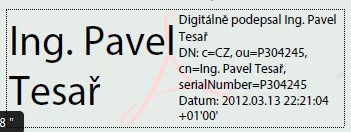 Ing. Pavel
Tesař
Digitálně podepsal Ing. Pavel
Tesař
DN: c=CZ, ou=P304245,
cn=Ing. Pavel Tesař,
serialNumber=P304245
Datum: 2012.03.13 22:21:04
+01'00'
8 "